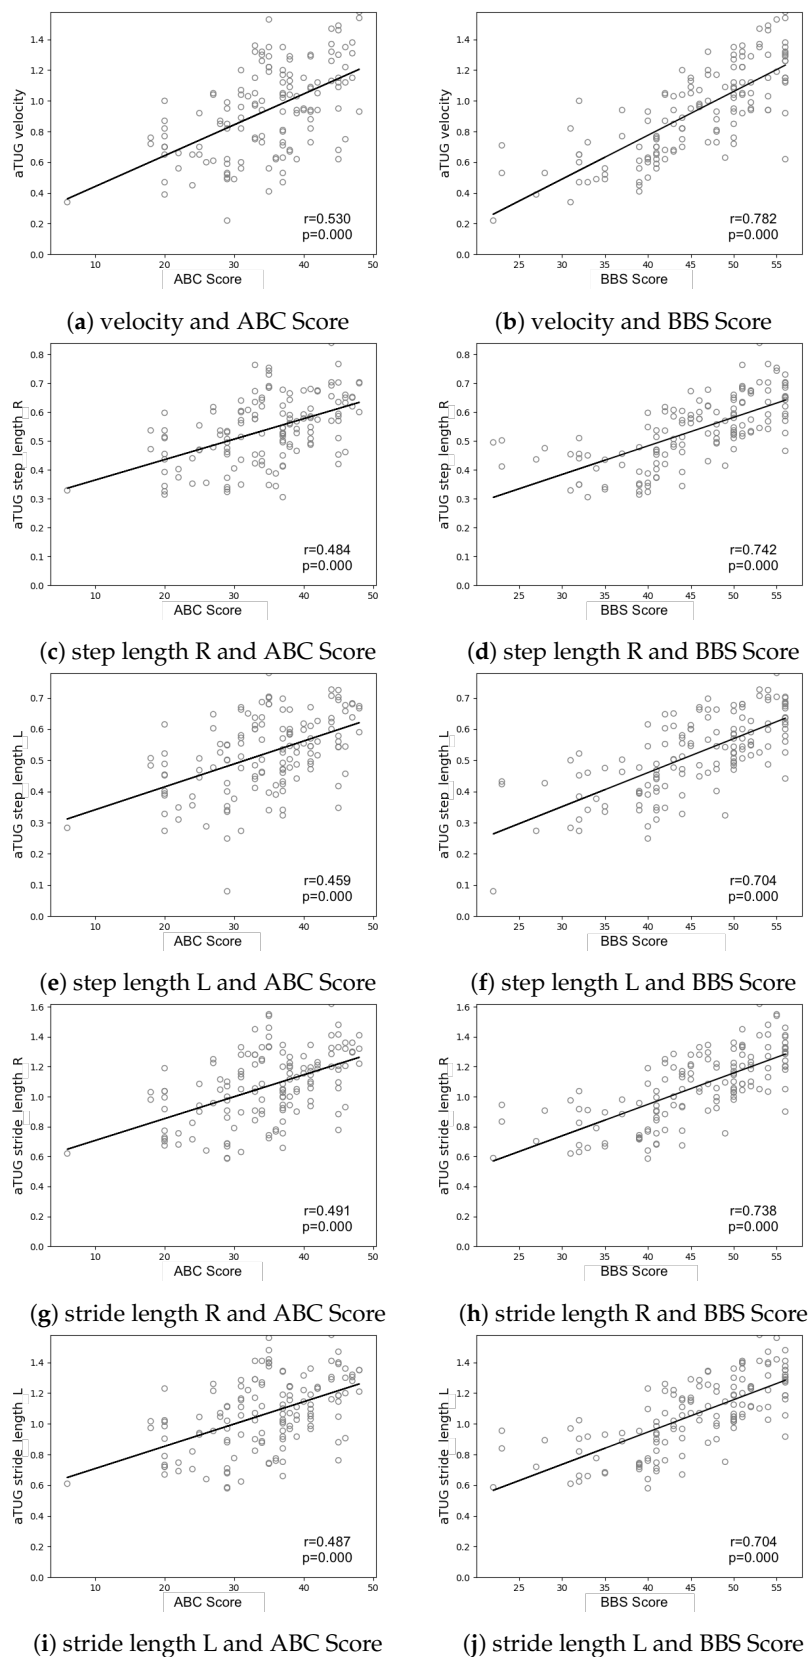 aTUG velocity
1.4
1.2
1.0
0.8
0.6
0.4
0.2
0.0
r=0.530
p=0.000
10 20 30 40 50
ABC Score
(a) velocity and ABC Score
aTUG velocity
1.4
1.2
1.0
0.8
0.6
0.4
0.2
0.0
r=0.782
p=0.000
25 30 35 40 45 50 55
BBS Score
(b) velocity and BBS Score
aTUG step_length_R
0.8
0.7
0.6
0.5
0.4
0.3
0.2
0.1
0.0
r=0.484
p=0.000
10 20 30 40 50
ABC Score
(c) step length R and ABC Score
aTUG step_length_R
0.8
0.7
0.6
0.5
0.4
0.3
0.2
0.1
0.0
r=0.742
p=0.000
25 30 35 40 45 50 55
BBS Score
(d) step length R and BBS Score
aTUG step_length_L
0.7
0.6
0.5
0.4
0.3
0.2
0.1
0.0
r=0.459
p=0.000
10 20 30 40 50
ABC Score
(e) step length L and ABC Score
aTUG step_length_L
0.7
0.6
0.5
0.4
0.3
0.2
0.1
0.0
r=0.704
p=0.000
25 30 35 40 45 50 55
BBS Score
(f) step length L and BBS Score
aTUG stride_length_R
1.6
1.4
1.2
1.0
0.8
0.6
0.4
0.2
0.0
r=0.491
p=0.000
10 20 30 40 50
ABC Score
(g) stride length R and ABC Score
aTUG stride_length_R
1.6
1.4
1.2
1.0
0.8
0.6
0.4
0.2
0.0
r=0.738
p=0.000
25 30 35 40 45 50 55
BBS Score
(h) stride length R and BBS Score
aTUG stride_length_L
1.4
1.2
1.0
0.8
0.6
0.4
0.2
0.0
r=0.487
p=0.000
10 20 30 40 50
ABC Score
(i) stride length L and ABC Score
aTUG stride_length_L
1.4
1.2
1.0
0.8
0.6
0.4
0.2
0.0
r=0.704
p=0.000
25 30 35 40 45 50 55
BBS Score
(j) stride length L and BBS Score